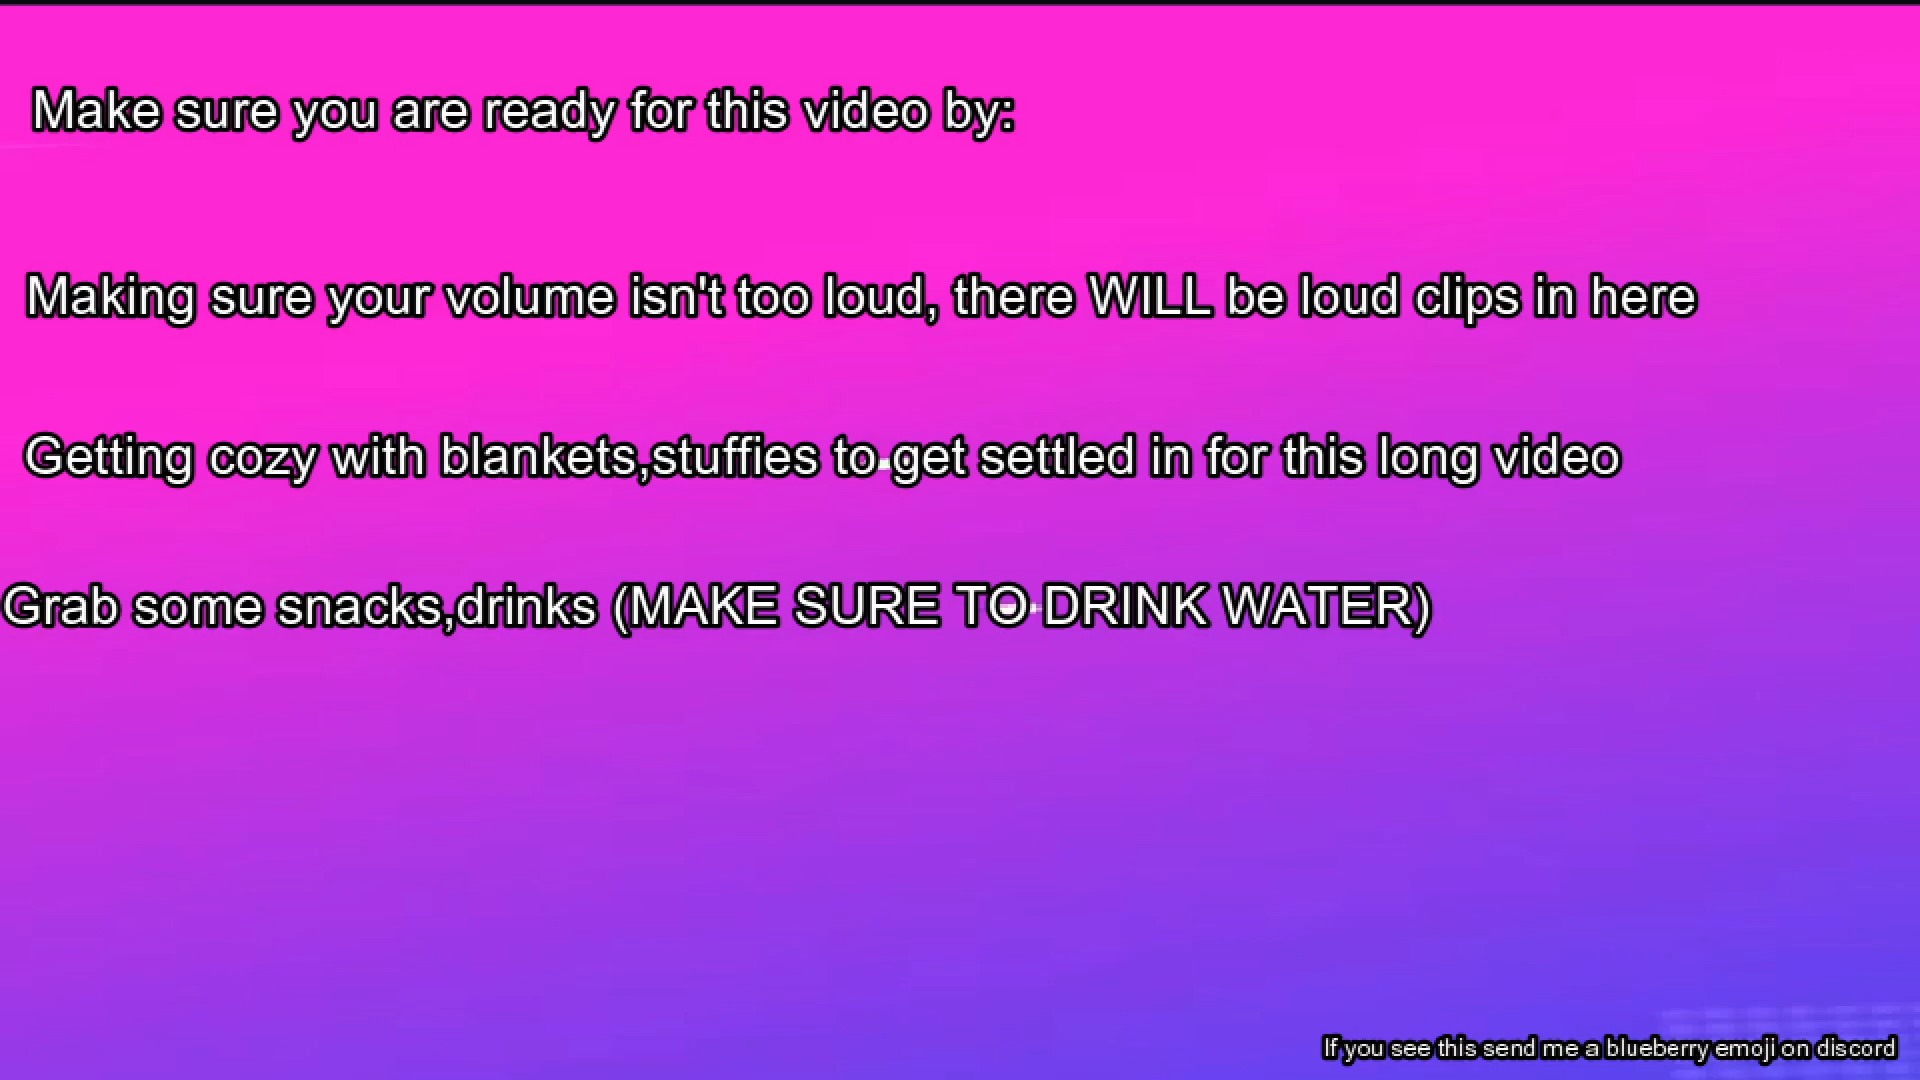 Make sure you are ready for this video by:
Making sure your volume isn't too loud, there WILL be loud clips in here
Getting cozy with blankets,stuffies to get settled in for this long video
Grab some snacks,drinks (MAKE SURE TO DRINK WATER)
If you see this send me a blueberry emoji on discord